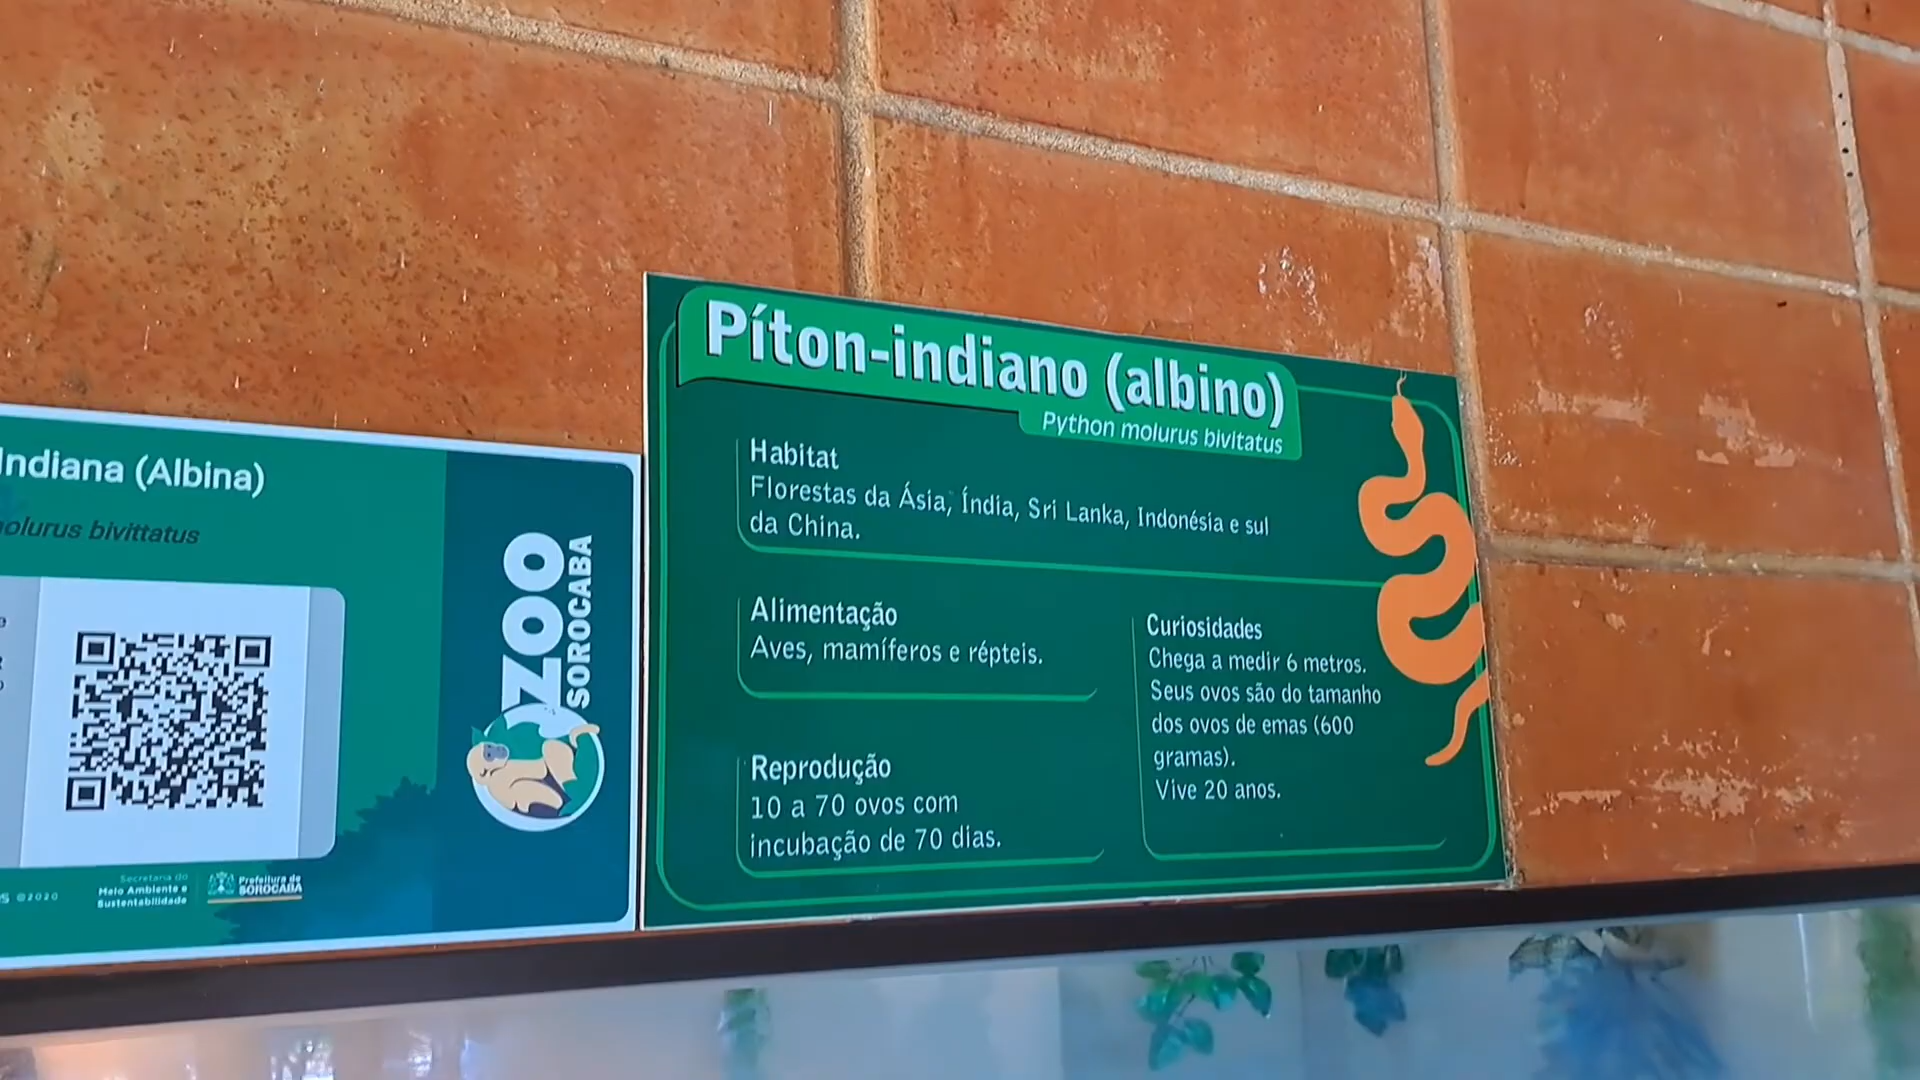 Indiana (Albina)
molurus bivittatus
ZOO
SOROCABA
©2020
Secretaria do
Meio Ambiente e
Sustentabilidade
Prefeitura de
SOROCABA
Píton-indiano (albino)
Python molurus bivitatus
Habitat
Florestas da Ásia, Índia, Sri Lanka, Indonésia e sul
da China.
Alimentação
Aves, mamíferos e répteis.
Reprodução
10 a 70 ovos com
incubação de 70 dias.
Curiosidades
Chega a medir 6 metros.
Seus ovos são do tamanho
dos ovos de emas (600
gramas).
Vive 20 anos.